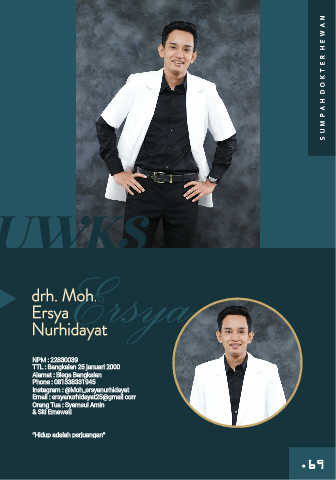 SUMPAH DOKTER HEWAN
UWKS
Ersya
drh. Moh.
Ersya
Nurhidayat
NPM : 22830039
TTL : Bangkalan 25 januari 2000
Alamat : Blega Bangkalan
Phone : 081338331945
Instagram : @Moh_ersyanurhidayat
Email : ersyanurhidayat25@gmail.com
Orang Tua : Syamsul Amin
& Siti Ernawati
"Hidup adalah perjuangan"
69